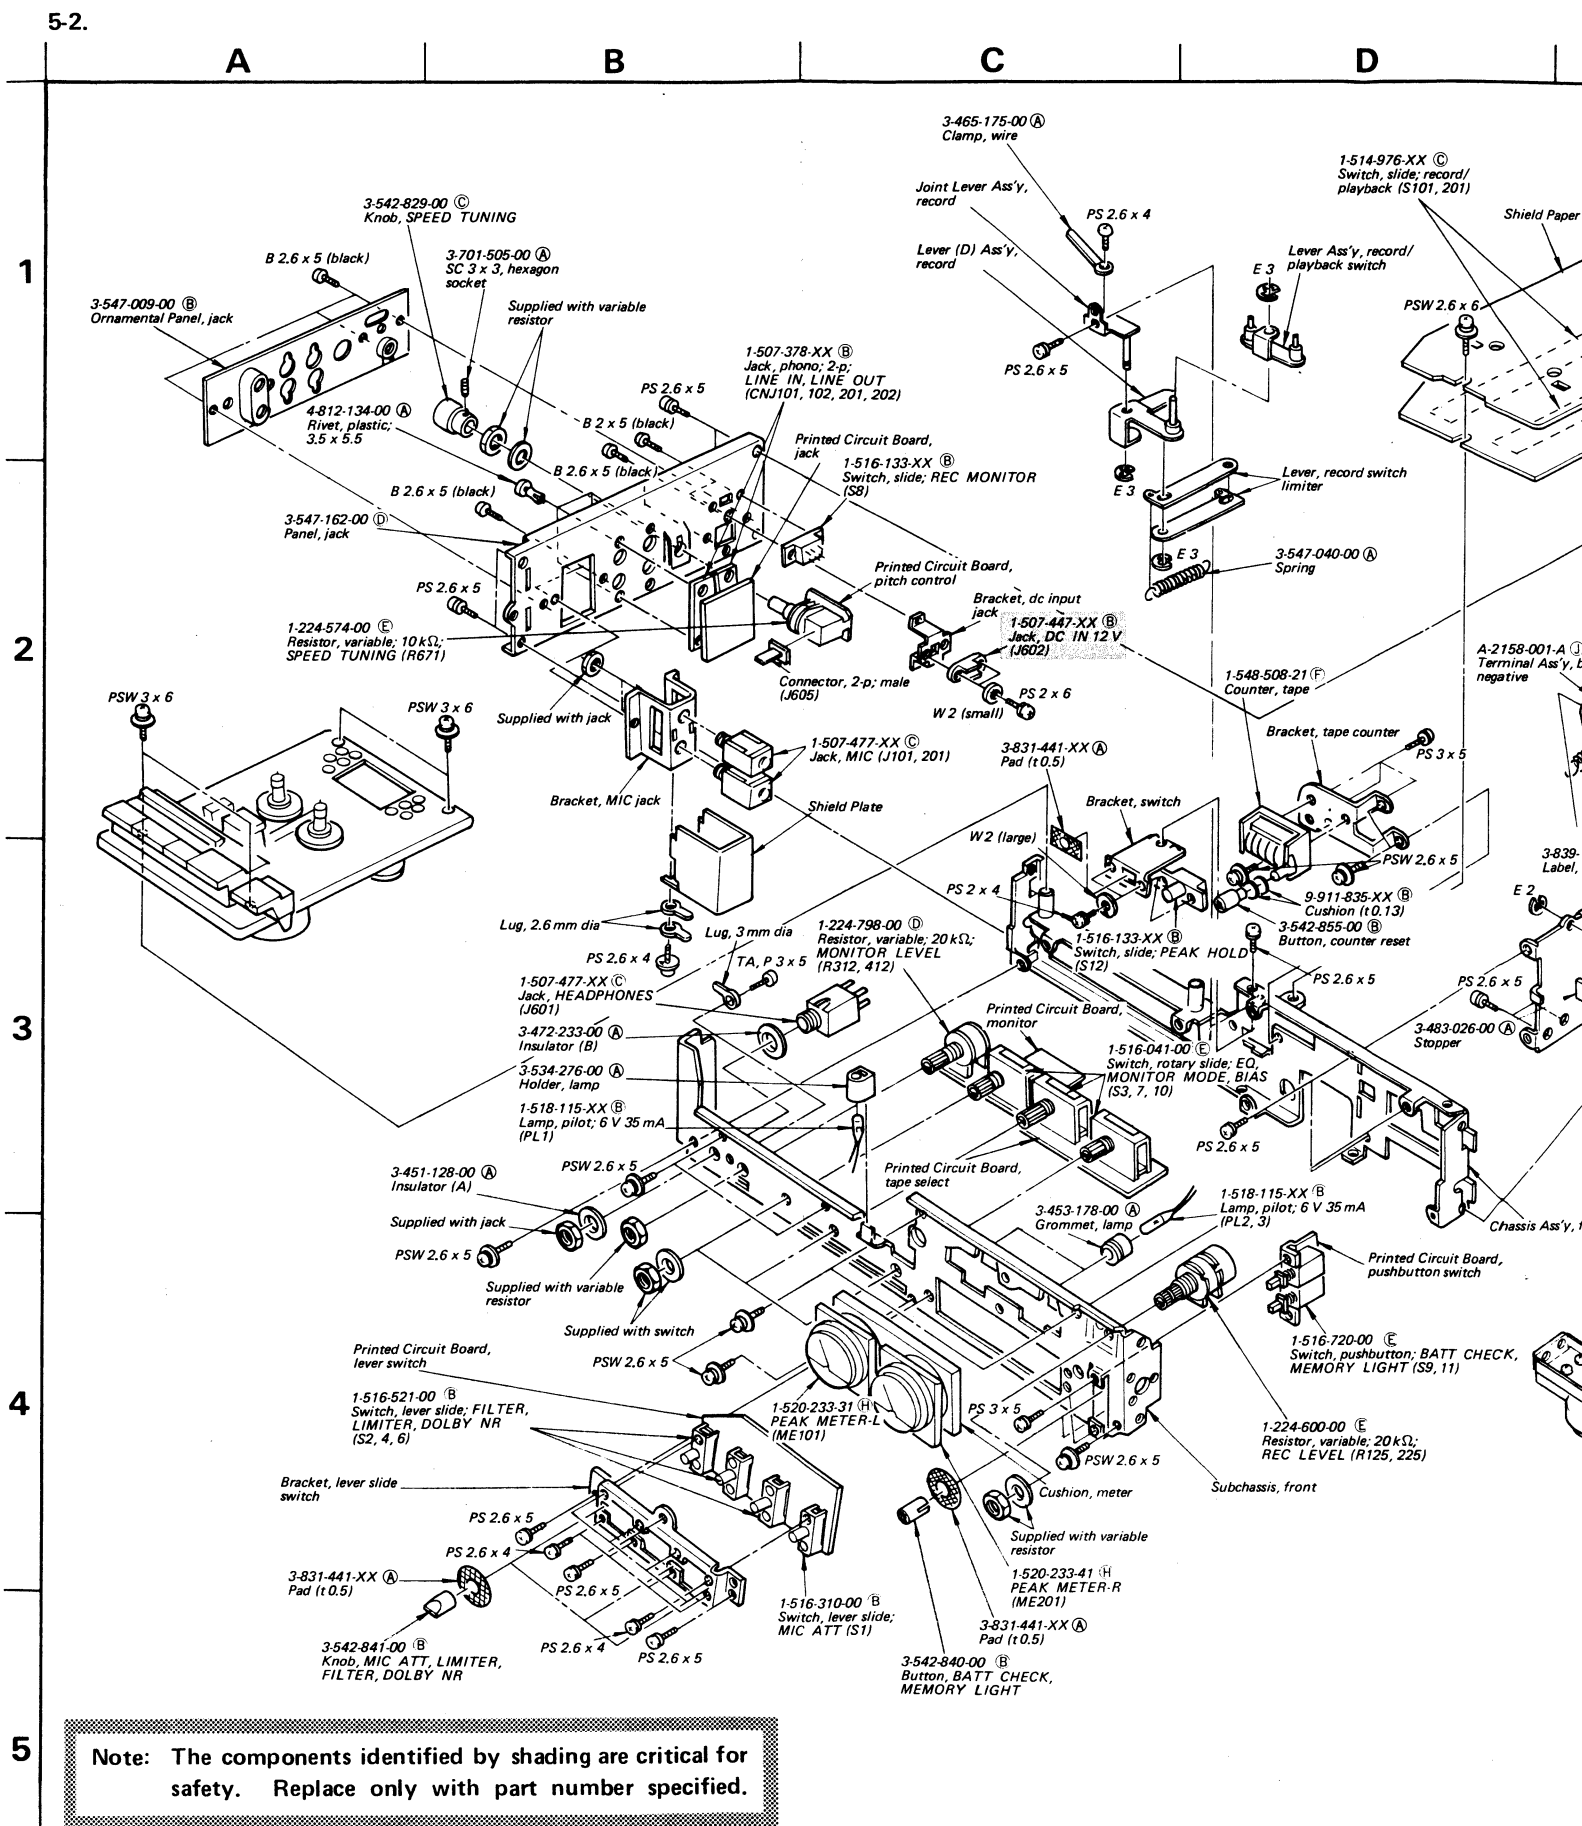 5-2.
A
B
C
D
1
2
3
4
5
3-465-175-00 Ⓐ
Clamp, wire
Joint Lever Ass'y,
record
PS 2.6 x 4
Lever (D) Ass'y,
record
PS 2.6 x 5
1-514-976-XX Ⓒ
Switch, slide; record/
playback (S101, 201)
Shield Paper
Lever Ass'y, record/
playback switch
E 3
PSW 2.6 x 6
3-542-829-00 Ⓒ
Knob, SPEED TUNING
B 2.6 x 5 (black)
3-701-505-00 Ⓐ
SC 3 x 3, hexagon
socket
3-547-009-00 Ⓑ
Ornamental Panel, jack
Supplied with variable
resistor
1-507-378-XX Ⓑ
Jack, phono; 2-p;
LINE IN, LINE OUT
(CNJ101, 102, 201, 202)
PS 2.6 x 5
4-812-134-00 Ⓐ
Rivet, plastic;
3.5 x 5.5
B 2 x 5 (black)
Printed Circuit Board,
jack
B 2.6 x 5 (black)
1-516-133-XX Ⓑ
Switch, slide; REC MONITOR
(S8)
B 2.6 x 5 (black)
E 3
Lever, record switch
limiter
3-547-162-00 Ⓓ
Panel, jack
E 3
3-547-040-00 Ⓐ
Spring
Printed Circuit Board,
pitch control
PS 2.6 x 5
Bracket, dc input
jack
1-507-447-XX Ⓑ
Jack, DC IN 12 V
(J602)
1-224-574-00 Ⓔ
Resistor, variable; 10 kΩ;
SPEED TUNING (R671)
Connector, 2-p; male
(J605)
PS 2 x 6
W 2 (small)
1-548-508-21 Ⓕ
Counter, tape
A-2158-001-A Ⓙ
negative
PSW 3 x 6
PSW 3 x 6
Supplied with jack
1-507-477-XX Ⓒ
Jack, MIC (J101, 201)
3-831-441-XX Ⓐ
Pad (t 0.5)
Bracket, tape counter
PS 3 x 5
Bracket, MIC jack
Shield Plate
Bracket, switch
W 2 (large)
PSW 2.6 x 5
3-839-
Label,
E 2
PS 2 x 4
9-911-835-XX Ⓑ
Cushion (t 0.13)
3-542-855-00 Ⓑ
Button, counter reset
Lug, 2.6 mm dia
Lug, 3 mm dia
1-224-798-00 Ⓓ
Resistor, variable; 20 kΩ;
MONITOR LEVEL
(R312, 412)
1-516-133-XX Ⓑ
Switch, slide; PEAK HOLD
(S12)
PS 2.6 x 4
TA, P 3 x 5
PS 2.6 x 5
PS 2.6 x 5
1-507-477-XX Ⓒ
Jack, HEADPHONES
(J601)
Printed Circuit Board,
monitor
3-483-026-00 Ⓐ
Stopper
3-472-233-00 Ⓐ
Insulator (B)
1-516-041-00 Ⓔ
Switch, rotary slide; EQ,
MONITOR MODE, BIAS
(S3, 7, 10)
3-534-276-00 Ⓐ
Holder, lamp
1-518-115-XX Ⓑ
Lamp, pilot; 6 V 35 mA
(PL1)
PS 2.6 x 5
3-451-128-00 Ⓐ
Insulator (A)
PSW 2.6 x 5
Printed Circuit Board,
tape select
Supplied with jack
3-453-178-00 Ⓐ
Grommet, lamp
1-518-115-XX Ⓑ
Lamp, pilot; 6 V 35 mA
(PL2, 3)
PSW 2.6 x 5
Chassis Ass'y, f
Printed Circuit Board,
pushbutton switch
Supplied with variable
resistor
Supplied with switch
Printed Circuit Board,
lever switch
PSW 2.6 x 5
1-516-720-00 Ⓔ
Switch, pushbutton; BATT CHECK,
MEMORY LIGHT (S9, 11)
1-516-521-00 Ⓑ
Switch, lever slide; FILTER,
LIMITER, DOLBY NR
(S2, 4, 6)
1-520-233-31 Ⓗ
PEAK METER-L
(ME101)
PS 3 x 5
1-224-600-00 Ⓔ
Resistor, variable; 20 kΩ;
REC LEVEL (R125, 225)
PSW 2.6 x 5
Subchassis, front
Bracket, lever slide
switch
Cushion, meter
PS 2.6 x 5
Supplied with variable
resistor
PS 2.6 x 4
3-831-441-XX Ⓐ
Pad (t 0.5)
PS 2.6 x 5
1-520-233-41 Ⓗ
PEAK METER-R
(ME201)
1-516-310-00 Ⓑ
Switch, lever slide;
MIC ATT (S1)
3-831-441-XX Ⓐ
Pad (t 0.5)
3-542-841-00 Ⓑ
Knob, MIC ATT, LIMITER,
FILTER, DOLBY NR
PS 2.6 x 4
PS 2.6 x 5
3-542-840-00 Ⓑ
Button, BATT CHECK,
MEMORY LIGHT
Note: The components identified by shading are critical for
safety. Replace only with part number specified.